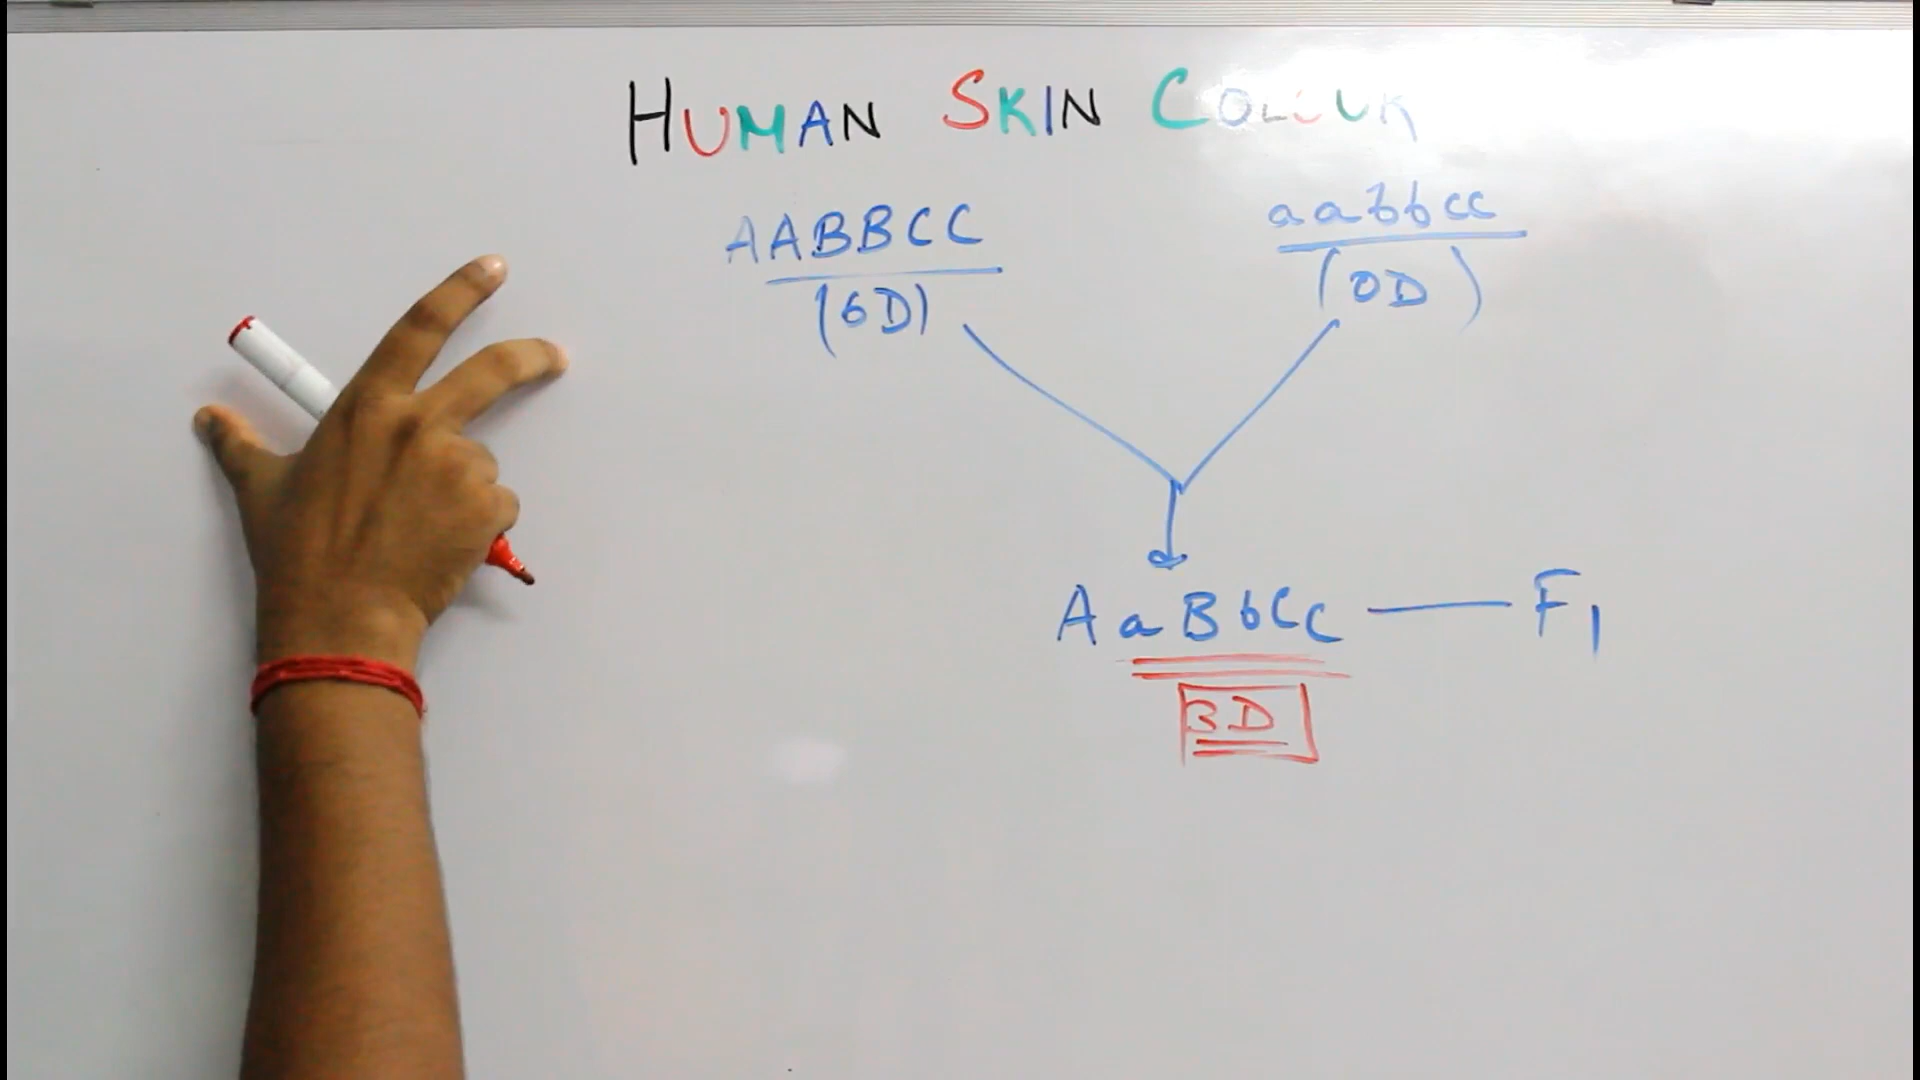 HUMAN SKIN COLOUR
AABBCC aabbcc
(6D) (0D)
AaBbCc — F1
3D